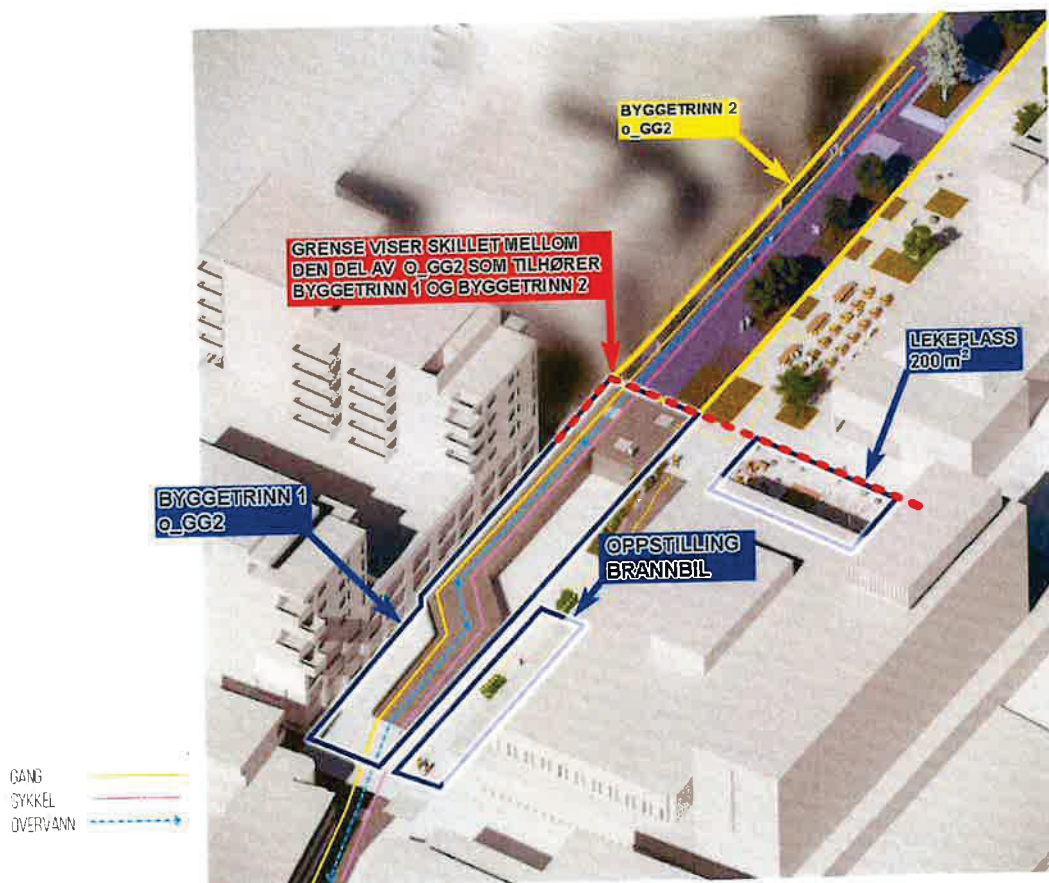 BYGGETRINN 2
o_GG2
GRENSE VISER SKILLET MELLOM
DEN DEL AV O_GG2 SOM TILHØRER
BYGGETRINN 1 OG BYGGETRINN 2
LEKEPLASS
200 m²
BYGGETRINN 1
o_GG2
OPPSTILLING
BRANNBIL
GANG
SYKKEL
OVERVANN